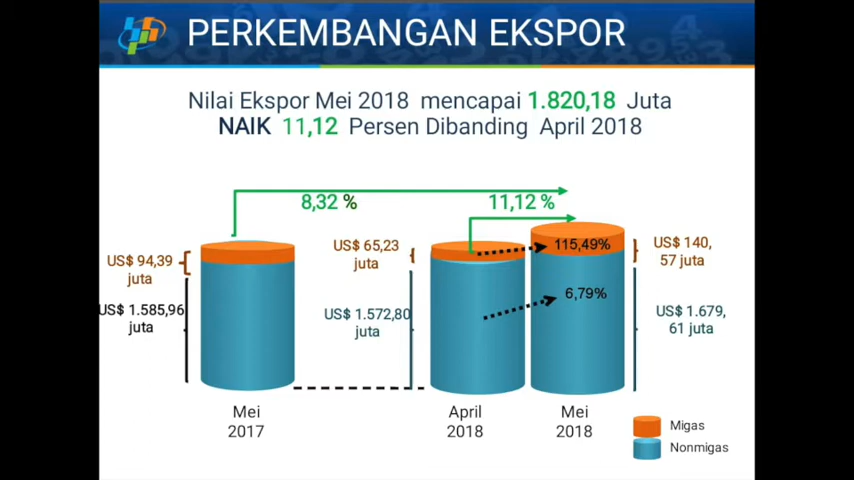 PERKEMBANGAN EKSPOR
Nilai Ekspor Mei 2018 mencapai 1.820,18 Juta
NAIK 11,12 Persen Dibanding April 2018
8,32 %
11,12 %
US$ 94,39
juta
US$ 1.585,96
juta
US$ 65,23
juta
US$ 1.572,80
juta
115,49%
6,79%
US$ 140,
57 juta
US$ 1.679,
61 juta
Mei
2017
April
2018
Mei
2018
Migas
Nonmigas